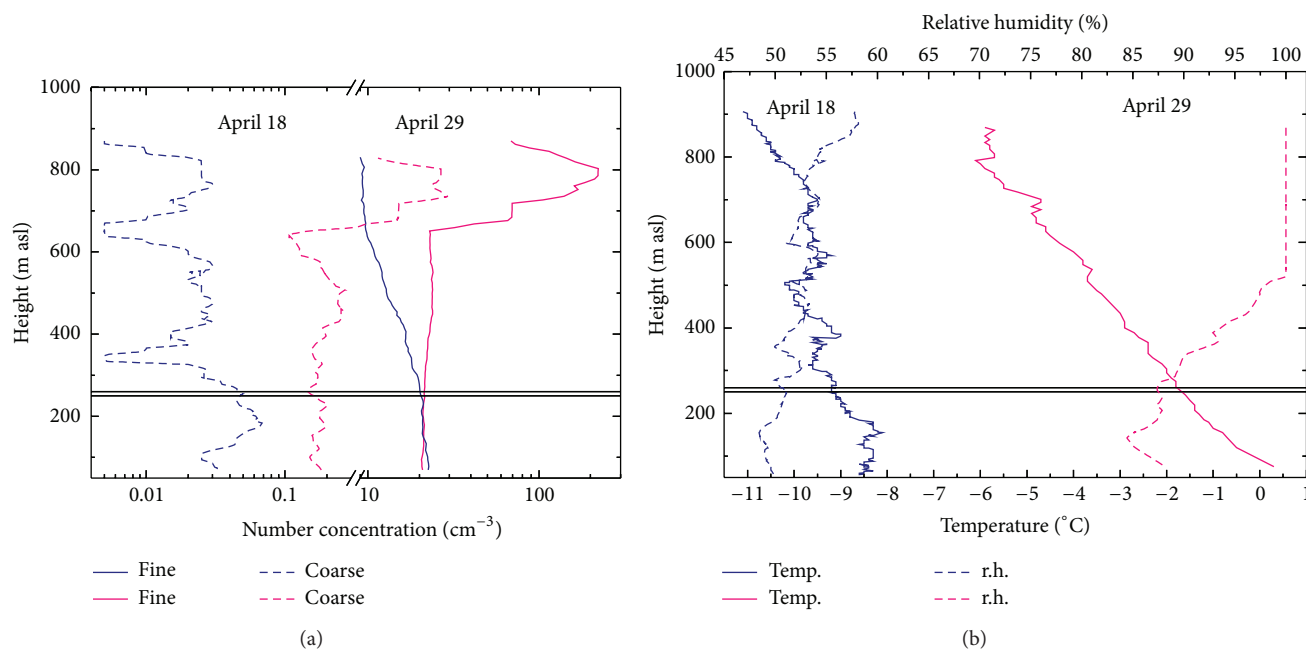 1000
800
600
400
200
Height (m asl)
April 18
April 29
0.01
0.1
10
100
Number concentration (cm−3)
Fine
Coarse
Fine
Coarse
(a)
Relative humidity (%)
45 50 55 60 65 70 75 80 85 90 95 100
1000
800
600
400
200
0
Height (m asl)
April 18
April 29
−11 −10 −9 −8 −7 −6 −5 −4 −3 −2 −1 0 1
Temperature (°C)
Temp.
r.h.
Temp.
r.h.
(b)